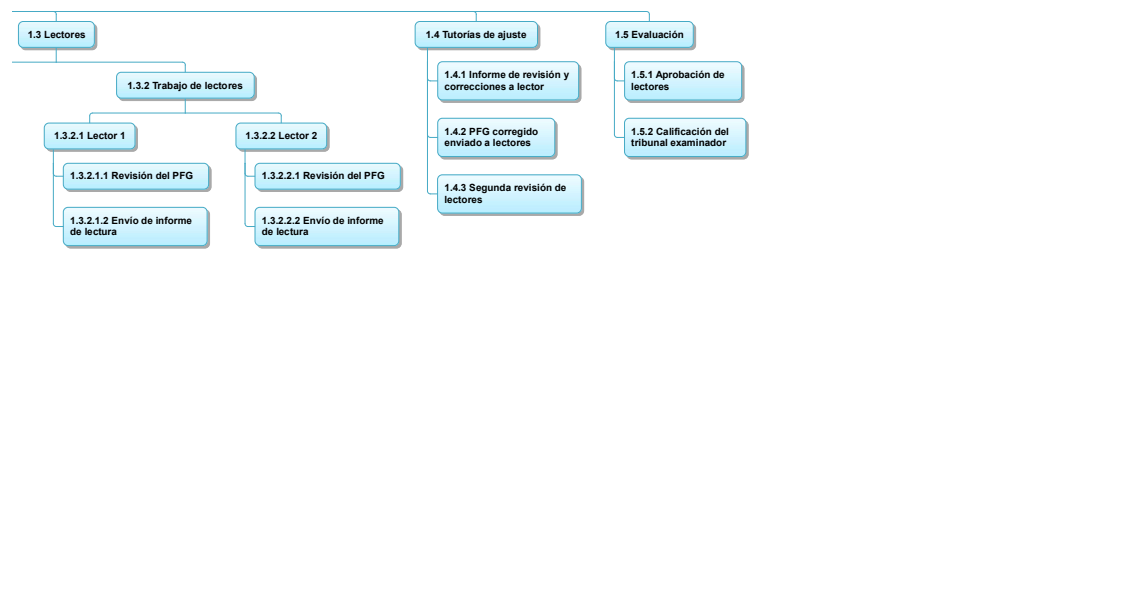 1.3 Lectores
1.4 Tutorías de ajuste
1.5 Evaluación
1.3.2 Trabajo de lectores
1.3.2.1 Lector 1
1.3.2.2 Lector 2
1.3.2.1.1 Revisión del PFG
1.3.2.1.2 Envío de informe
de lectura
1.3.2.2.1 Revisión del PFG
1.3.2.2.2 Envío de informe
de lectura
1.4.1 Informe de revisión y
correcciones a lector
1.4.2 PFG corregido
enviado a lectores
1.4.3 Segunda revisión de
lectores
1.5.1 Aprobación de
lectores
1.5.2 Calificación del
tribunal examinador